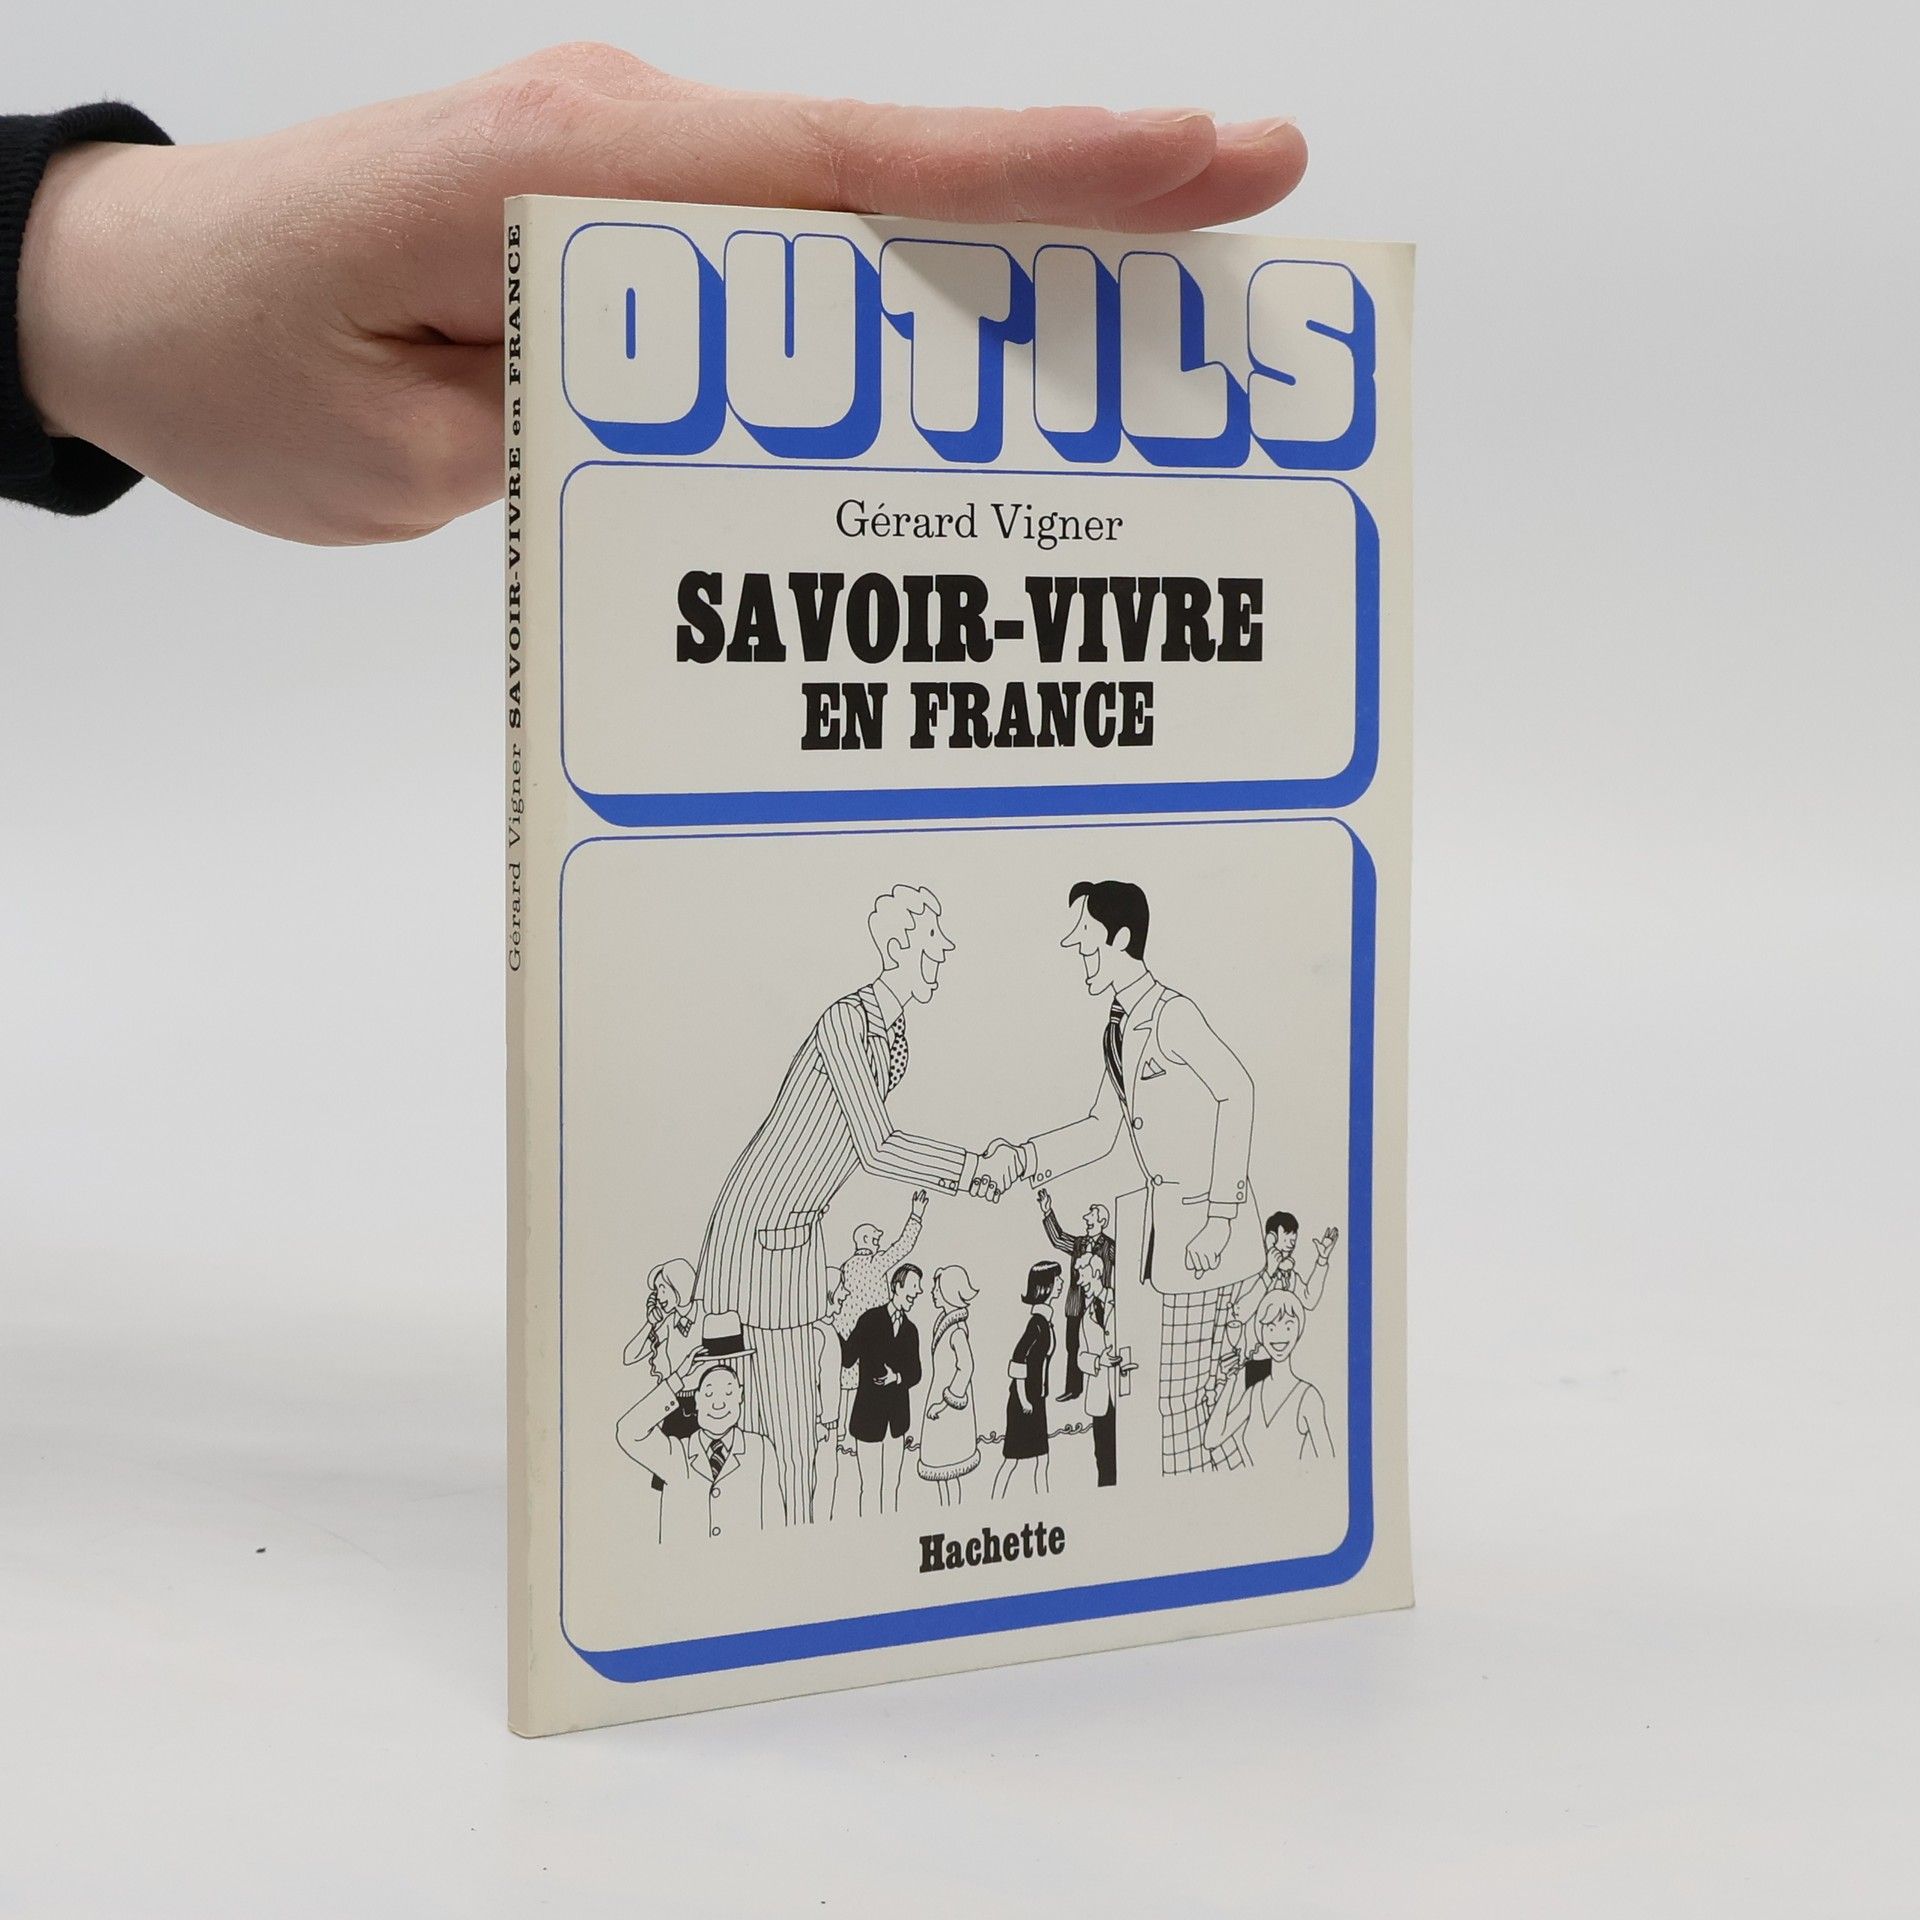 OUTILS
Gérard Vigner
SAVOIR-VIVRE
EN FRANCE
Hachette
Gérard Vigner SAVOIR-VIVRE en FRANCE